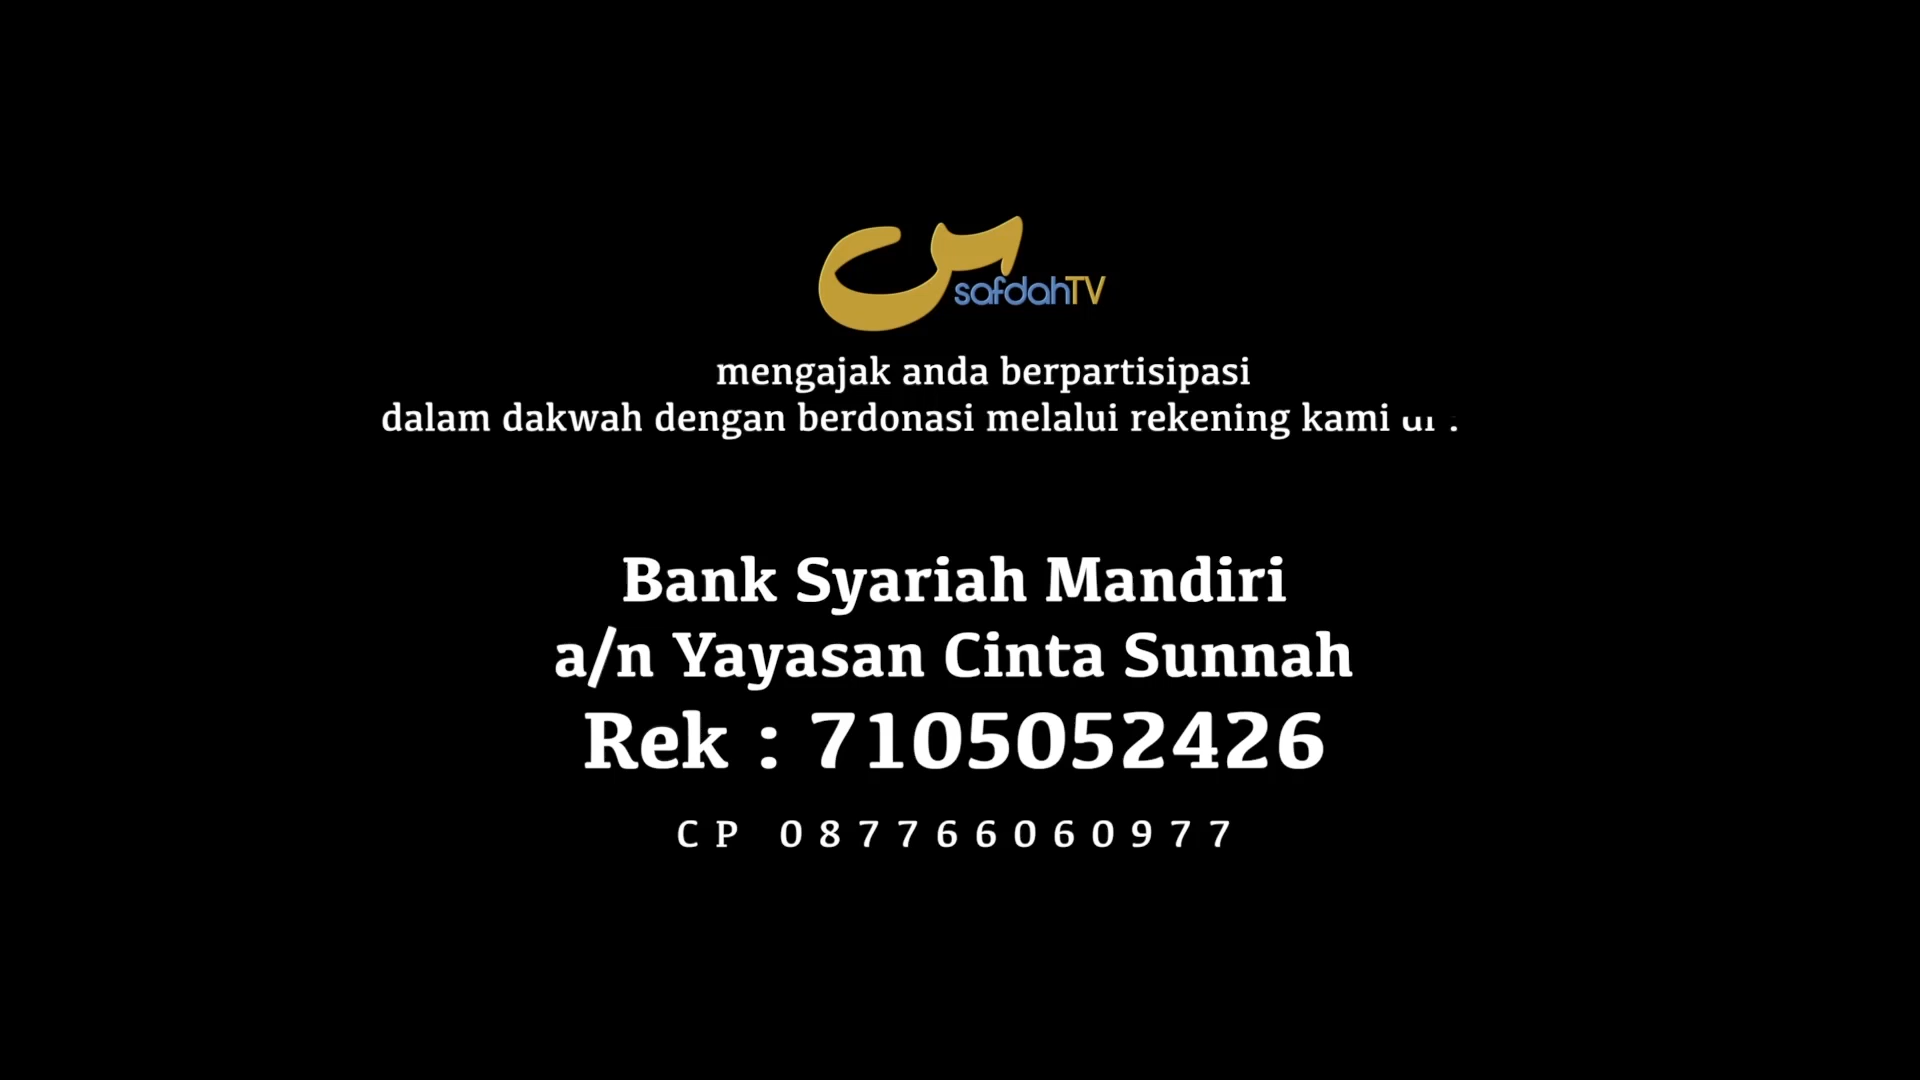 safdahTV
mengajak anda berpartisipasi
dalam dakwah dengan berdonasi melalui rekening kami
Bank Syariah Mandiri
a/n Yayasan Cinta Sunnah
Rek : 7105052426
CP 087766060977